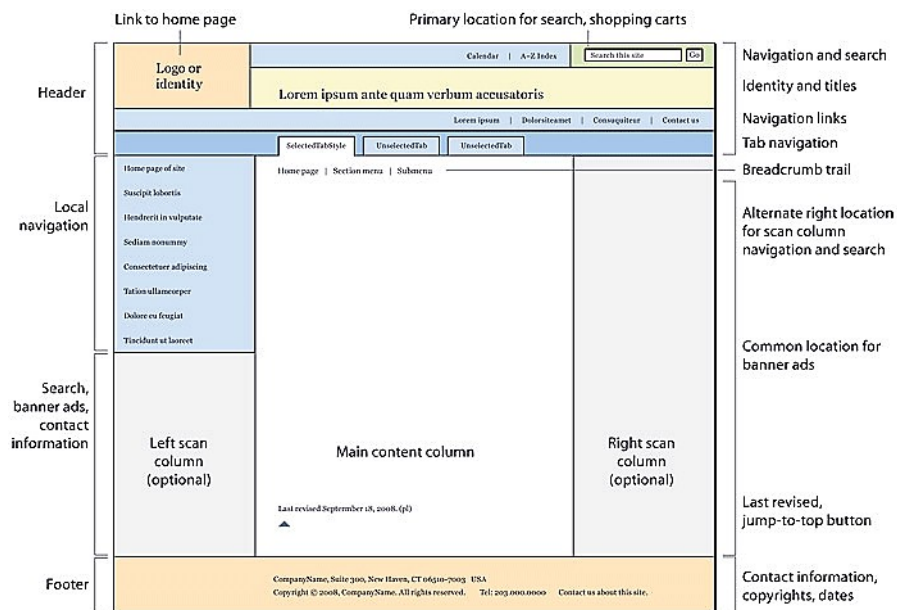 Link to home page
Primary location for search, shopping carts
Header
Logo or
identity
Calendar | A–Z Index
Search this site
Go
Navigation and search
Lorem ipsum ante quam verbum accusatoris
Identity and titles
Lorem ipsum | Dolorsiteamet | Consuquiteur | Contact us
Navigation links
SelectedTabStyle
UnselectedTab
UnselectedTab
Tab navigation
Local
navigation
Home page of site
Suscipit lobortis
Hendrerit in vulputate
Sediam nonummy
Consectetuer adipiscing
Tation ullamcorper
Dolore eu feugiat
Tincidunt ut laoreet
Home page | Section menu | Submenu
Breadcrumb trail
Alternate right location
for scan column
navigation and search
Common location for
banner ads
Search,
banner ads,
contact
information
Left scan
column
(optional)
Main content column
Right scan
column
(optional)
Last revised Septermber 18, 2008. (pl)
Last revised,
jump-to-top button
Footer
CompanyName, Suite 300, New Haven, CT 06510-7003 USA
Copyright © 2008, CompanyName. All rights reserved. Tel: 203.000.0000 Contact us about this site.
Contact information,
copyrights, dates